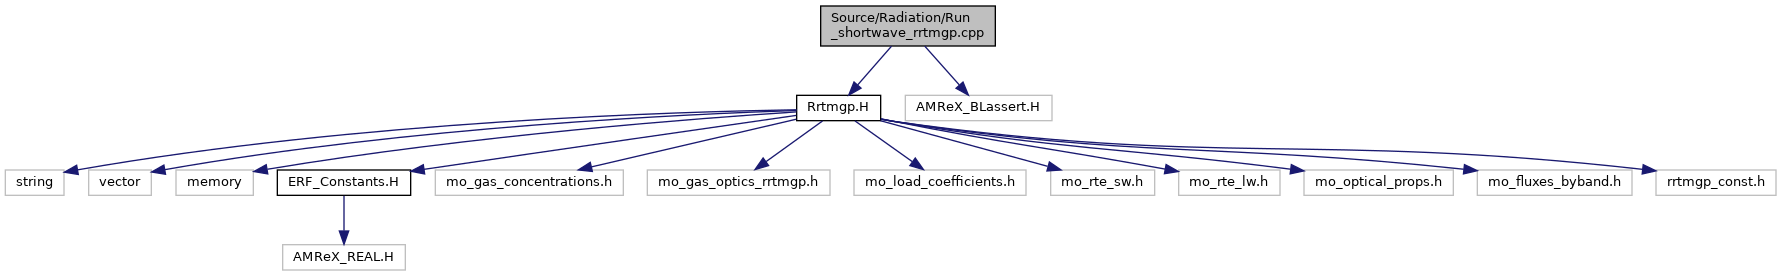 Source/Radiation/Run
_shortwave_rrtmgp.cpp
Rrtmgp.H
AMReX_BLassert.H
string
vector
memory
ERF_Constants.H
mo_gas_concentrations.h
mo_gas_optics_rrtmgp.h
mo_load_coefficients.h
mo_rte_sw.h
mo_rte_lw.h
mo_optical_props.h
mo_fluxes_byband.h
rrtmgp_const.h
AMReX_REAL.H